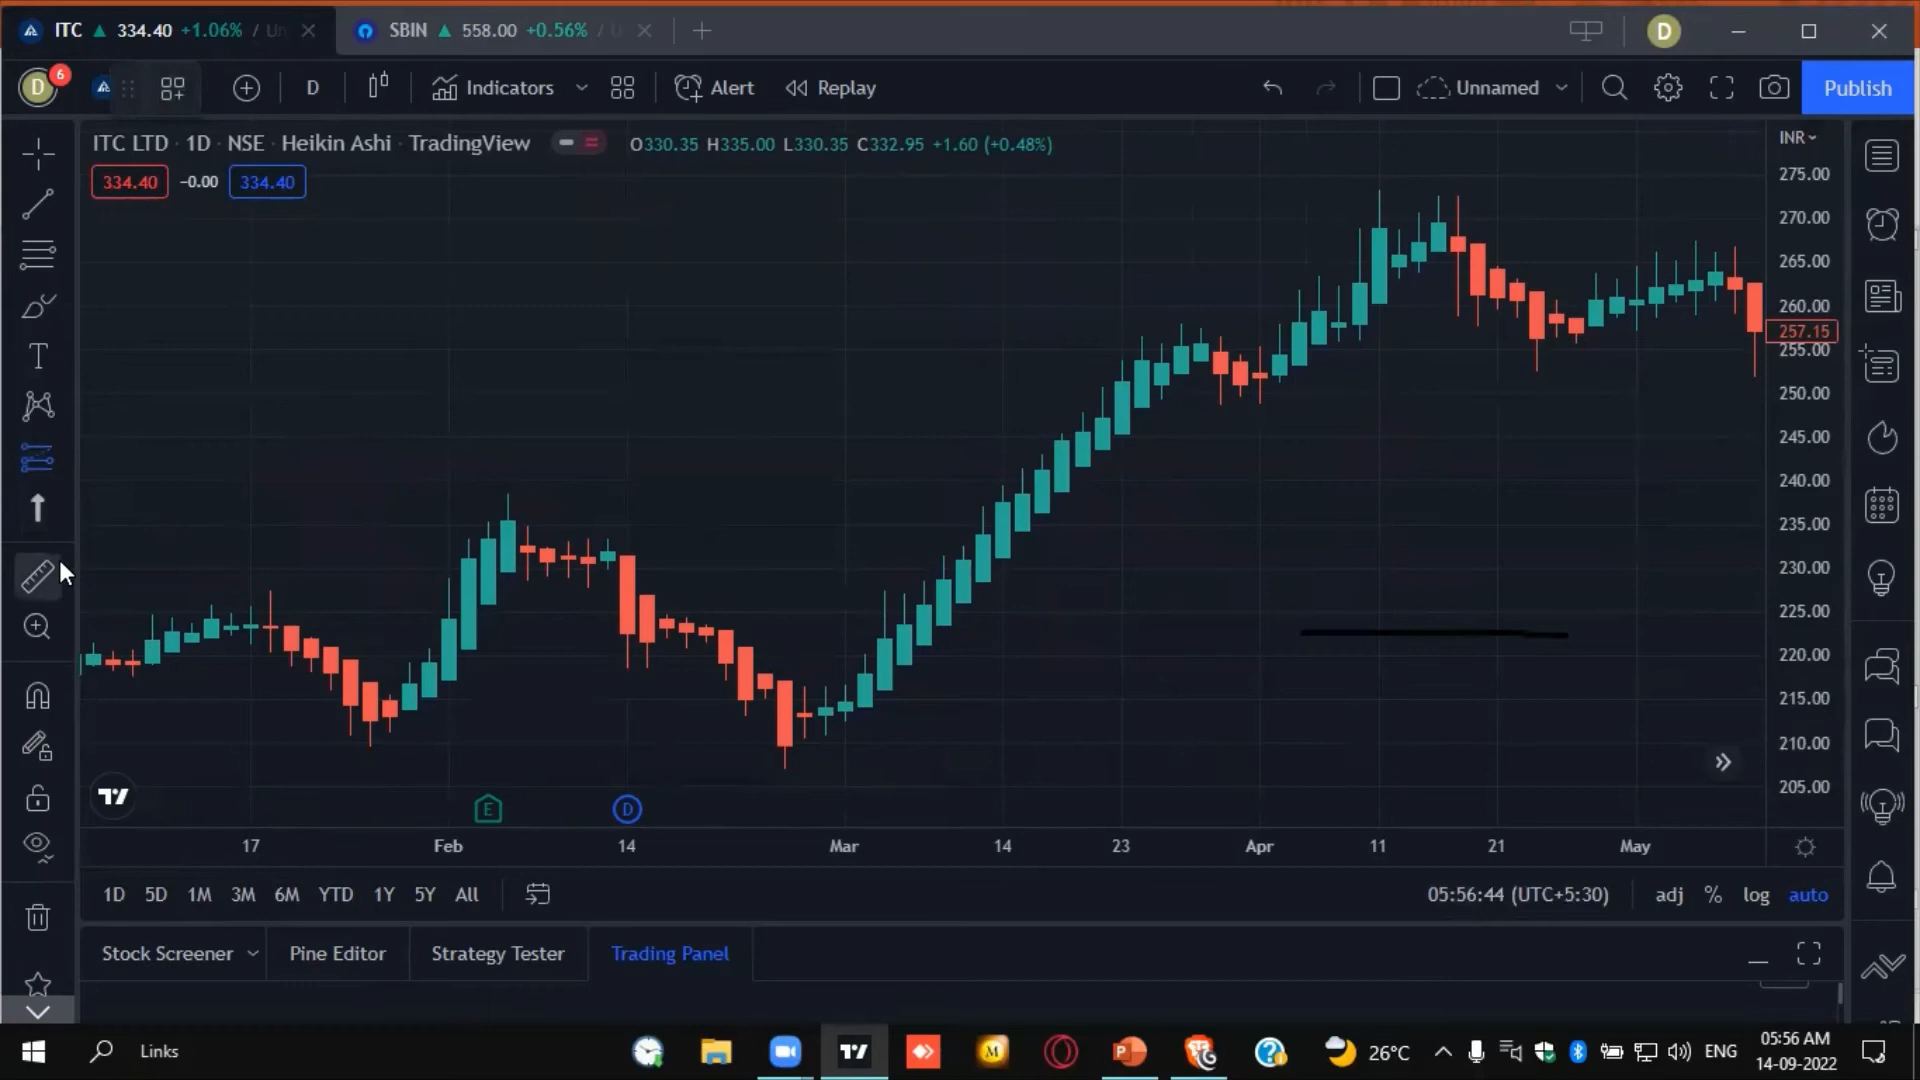 ITC ▲ 334.40 +1.06% / Un
SBIN ▲ 558.00 +0.56% / U
D
D 6
D
Indicators
Alert
Replay
Unnamed
Publish
ITC LTD · 1D · NSE · Heikin Ashi · TradingView
O330.35 H335.00 L330.35 C332.95 +1.60 (+0.48%)
INR
334.40 −0.00 334.40
275.00
270.00
265.00
260.00
257.15
255.00
250.00
245.00
240.00
235.00
230.00
225.00
220.00
215.00
210.00
205.00
E D
17 Feb 14 Mar 14 23 Apr 11 21 May
1D 5D 1M 3M 6M YTD 1Y 5Y All
05:56:44 (UTC+5:30) adj % log auto
Stock Screener Pine Editor Strategy Tester Trading Panel
Links
26°C
ENG
05:56 AM
14-09-2022